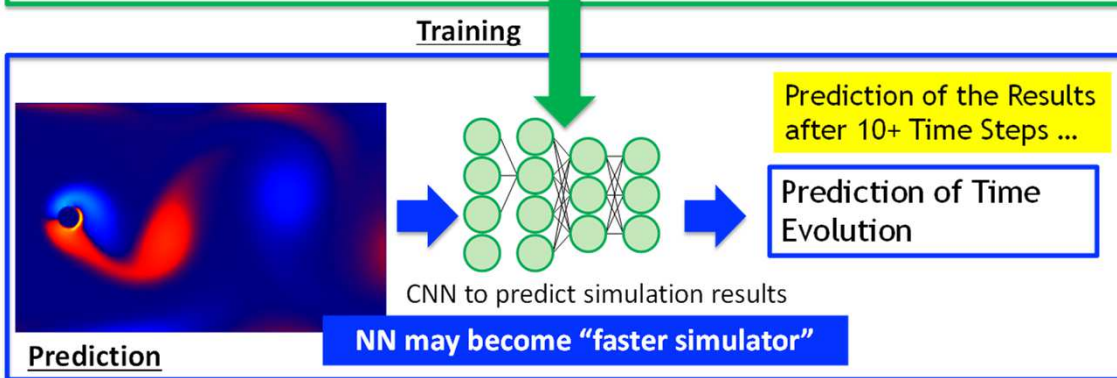 Training
Prediction of the Results
after 10+ Time Steps ...
Prediction of Time
Evolution
CNN to predict simulation results
NN may become “faster simulator”
Prediction